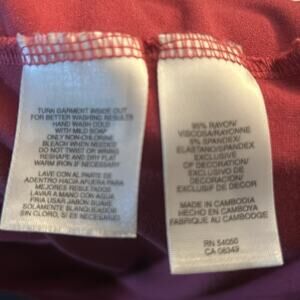 TURN GARMENT INSIDE OUT
FOR BETTER WASHING RESULTS
HAND WASH COLD
WITH MILD SOAP
ONLY NON-CHLORINE
BLEACH WHEN NEEDED
DO NOT TWIST OR WRING
RESHAPE AND DRY FLAT
WARM IRON IF NECESSARY
LAVE CON AL PARTE DE
ADENTRO HACIA AFUERA PARA
MEJORES RESULTADOS
LAVAR A MANO CON AGUA
FRIA USAR JABON SUAVE
SOLAMENTE BLANQUEADOR
SIN CLORO, SI ES NECESARIO
95% RAYON/
VISCOSA/RAYONNE
5% SPANDEX/
ELASTANO/SPANDEX
EXCLUSIVE
OF DECORATION/
EXCLUSIVO DE
DECORACION/
EXCLUSIF DE DECOR
MADE IN CAMBODIA
HECHO EN CAMBOYA
FABRIQUE AU CAMBODGE
RN 54050
CA 08349